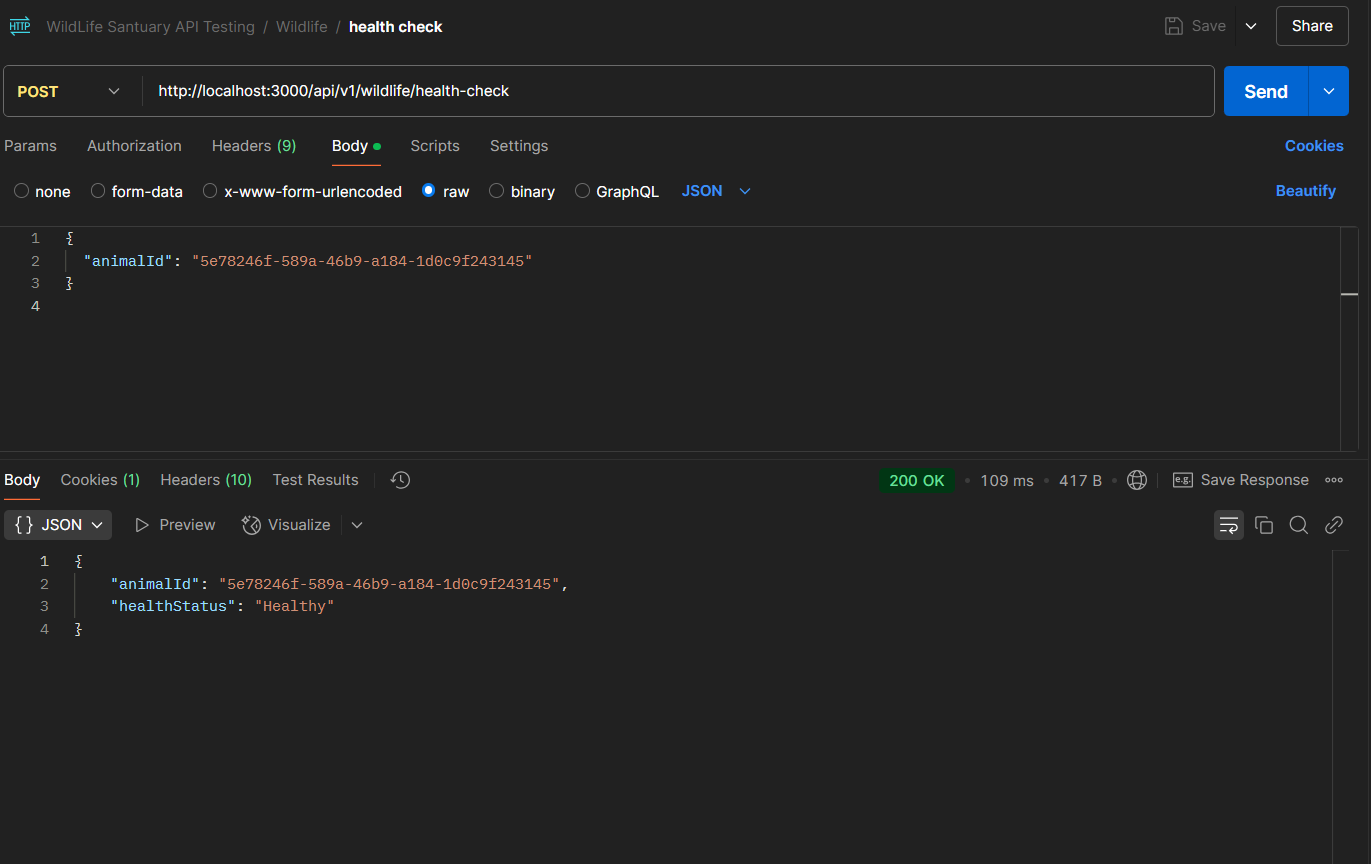 HTTP WildLife Santuary API Testing / Wildlife / health check Save Share
POST http://localhost:3000/api/v1/wildlife/health-check Send
Params Authorization Headers (9) Body Scripts Settings Cookies
none form-data x-www-form-urlencoded raw binary GraphQL JSON Beautify
1 {
2 "animalId": "5e78246f-589a-46b9-a184-1d0c9f243145"
3 }
4
Body Cookies (1) Headers (10) Test Results 200 OK • 109 ms • 417 B • e.g. Save Response
{} JSON Preview Visualize
1 {
2 "animalId": "5e78246f-589a-46b9-a184-1d0c9f243145",
3 "healthStatus": "Healthy"
4 }